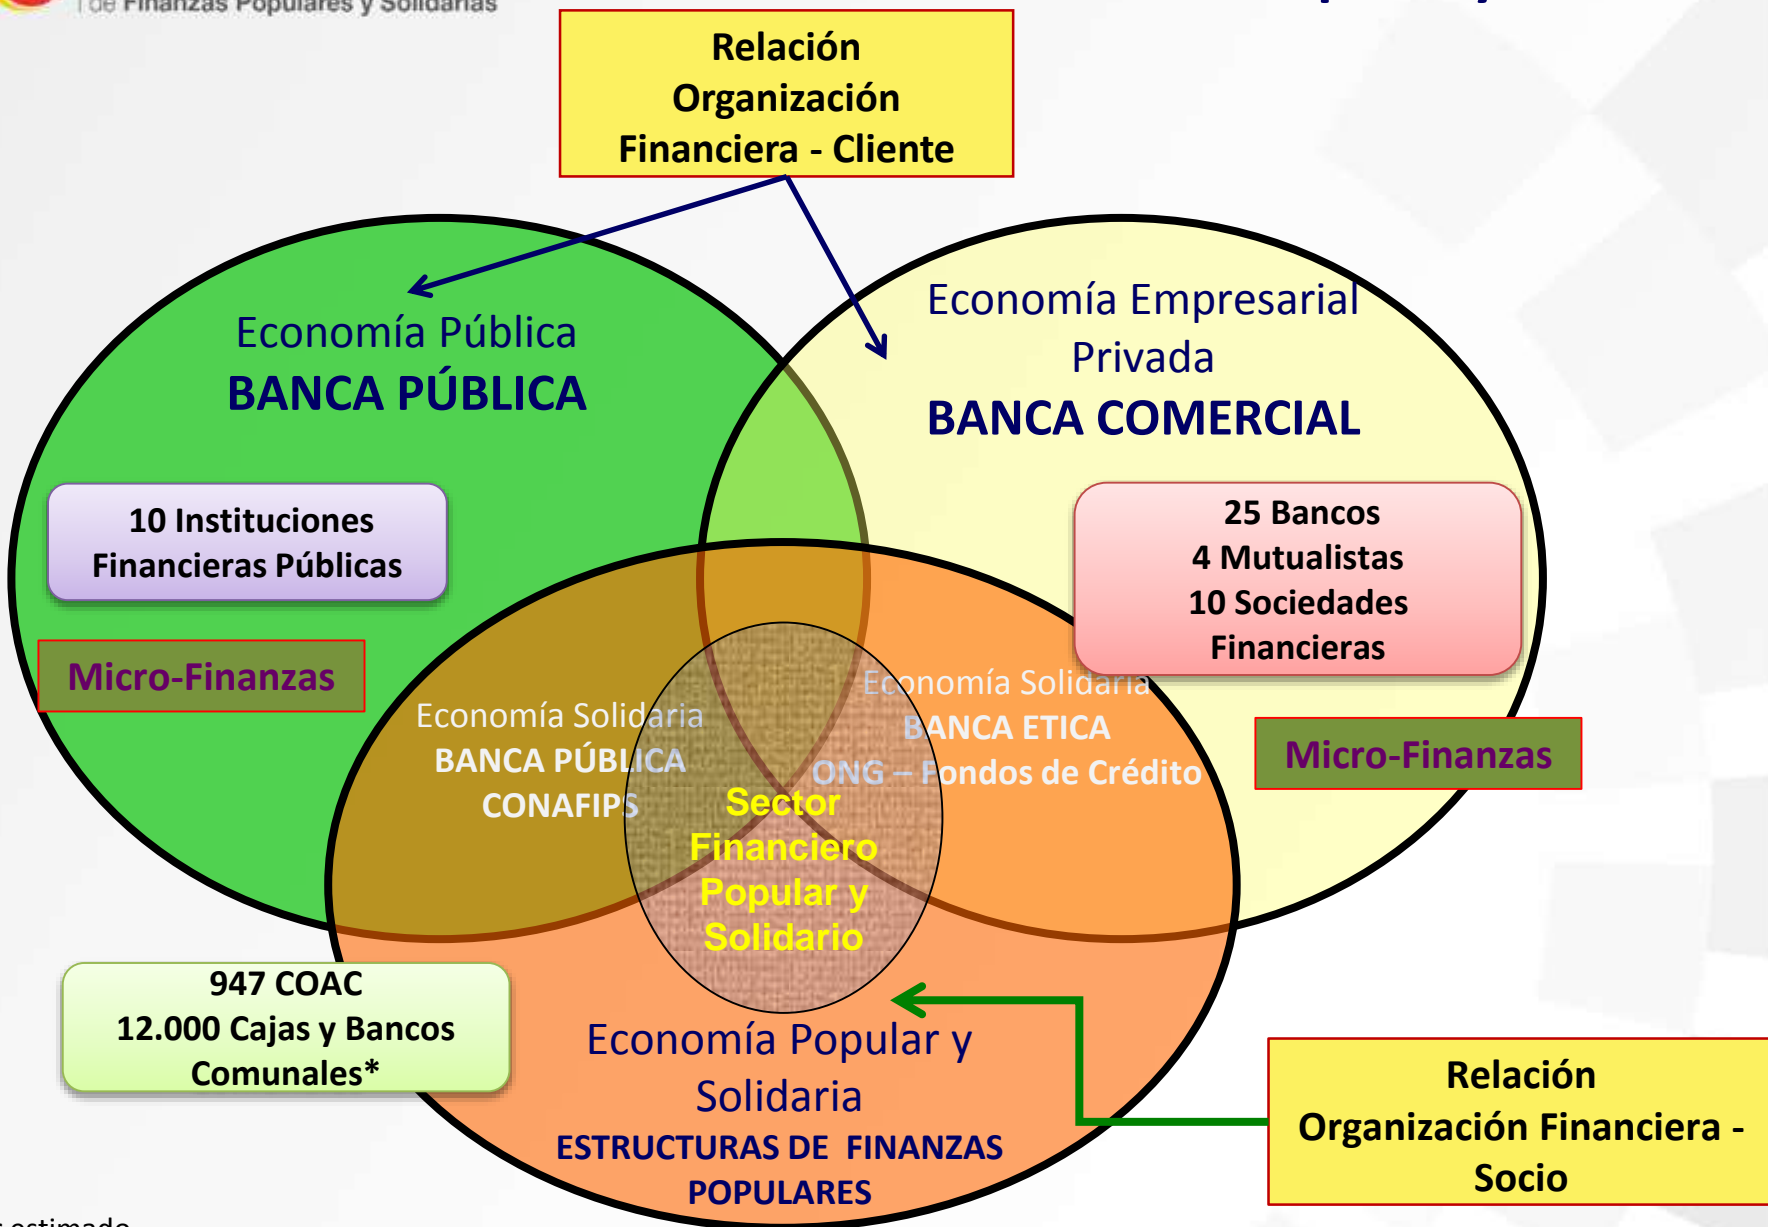 de Finanzas Populares y Solidarias
Relación
Organización
Financiera - Cliente
Economía Pública
BANCA PÚBLICA
Economía Empresarial
Privada
BANCA COMERCIAL
10 Instituciones
Financieras Públicas
25 Bancos
4 Mutualistas
10 Sociedades
Financieras
Micro-Finanzas
Economía Solidaria
BANCA PÚBLICA
CONAFIPS
Economía Solidaria
BANCA ETICA
ONG – Fondos de Crédito
Micro-Finanzas
Sector
Financiero
Popular y
Solidario
947 COAC
12.000 Cajas y Bancos
Comunales*
Economía Popular y
Solidaria
ESTRUCTURAS DE FINANZAS
POPULARES
Relación
Organización Financiera -
Socio
estimado